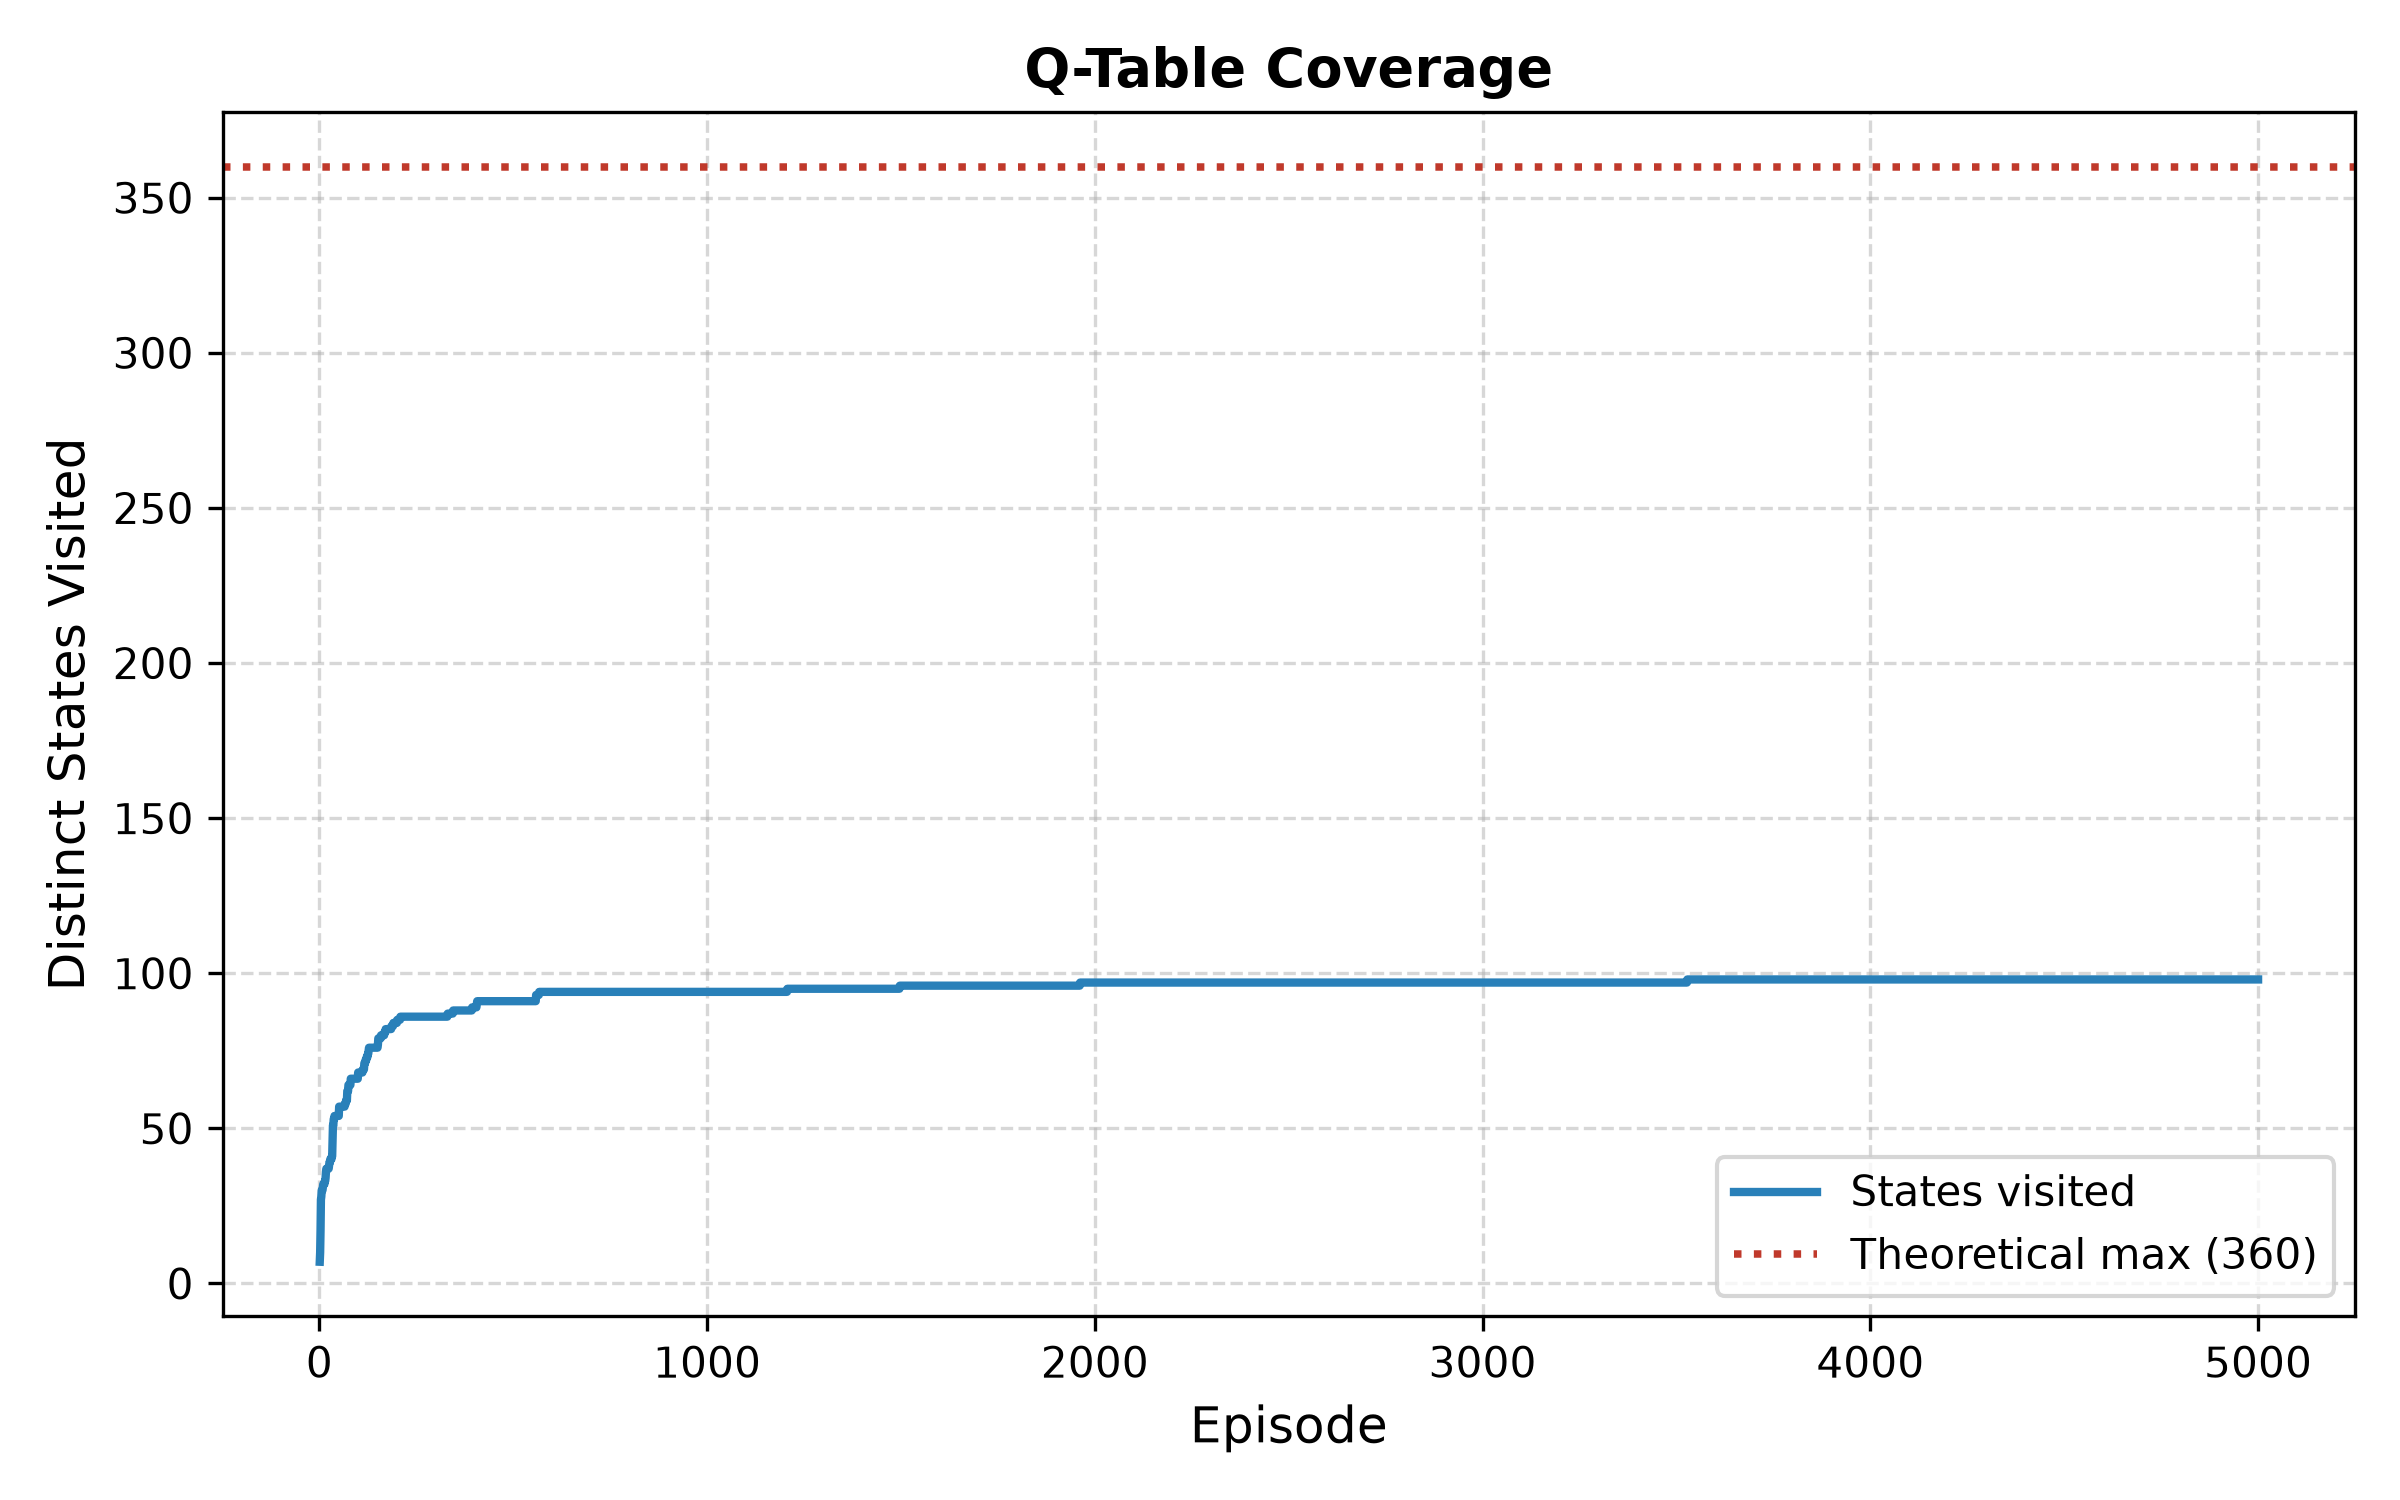 Q-Table Coverage
Distinct States Visited
350
300
250
200
150
100
50
0
0 1000 2000 3000 4000 5000
Episode
States visited
Theoretical max (360)